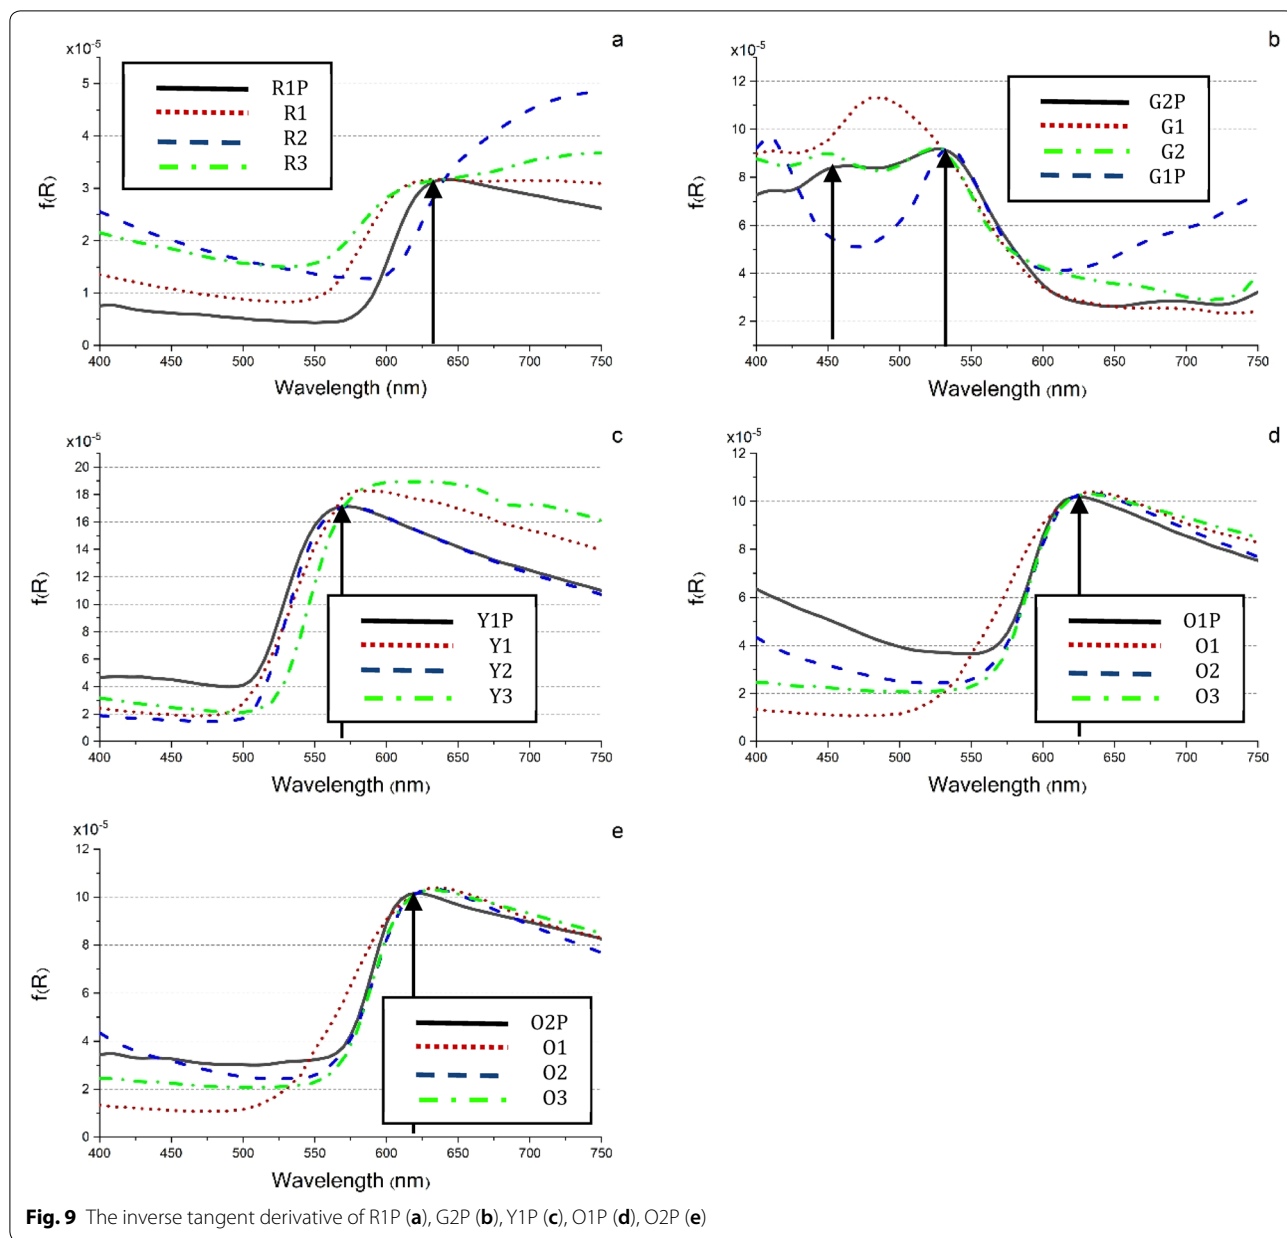 x10-5
a
f(R)
5
4
3
2
1
0
R1P
R1
R2
R3
400 450 500 550 600 650 700 750
Wavelength (nm)
x10-5
b
f(R)
12
10
8
6
4
2
G2P
G1
G2
G1P
400 450 500 550 600 650 700 750
Wavelength (nm)
x10-5
c
f(R)
20
18
16
14
12
10
8
6
4
2
0
Y1P
Y1
Y2
Y3
400 450 500 550 600 650 700 750
Wavelength (nm)
x10-5
d
f(R)
12
10
8
6
4
2
0
O1P
O1
O2
O3
400 450 500 550 600 650 700 750
Wavelength (nm)
x10-5
e
f(R)
12
10
8
6
4
2
0
O2P
O1
O2
O3
400 450 500 550 600 650 700 750
Wavelength (nm)
Fig. 9 The inverse tangent derivative of R1P (a), G2P (b), Y1P (c), O1P (d), O2P (e)